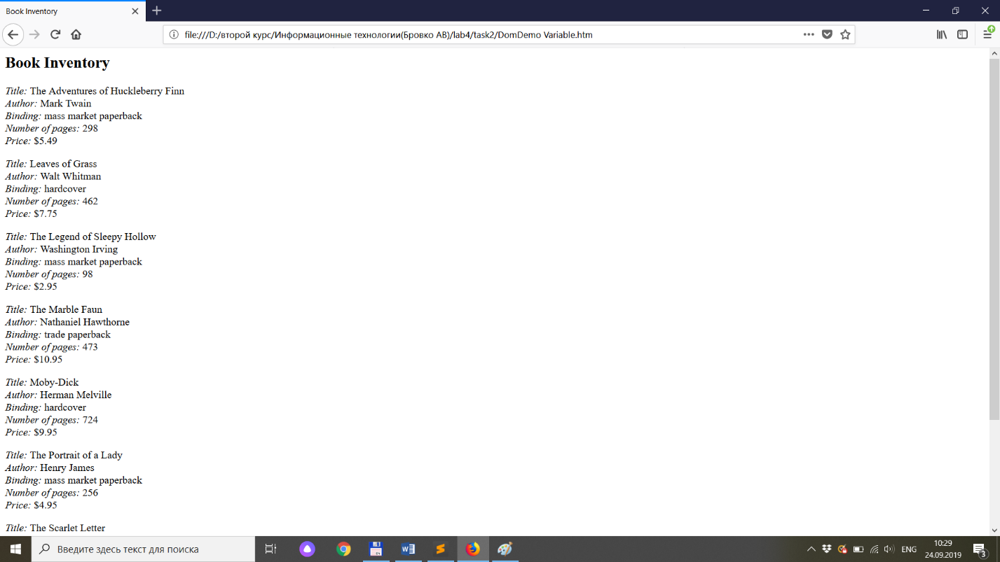 Book Inventory
file:///D:/второй курс/Информационные технологии(Бровко АВ)/lab4/task2/DomDemo Variable.htm
Book Inventory
Title: The Adventures of Huckleberry Finn
Author: Mark Twain
Binding: mass market paperback
Number of pages: 298
Price: $5.49
Title: Leaves of Grass
Author: Walt Whitman
Binding: hardcover
Number of pages: 462
Price: $7.75
Title: The Legend of Sleepy Hollow
Author: Washington Irving
Binding: mass market paperback
Number of pages: 98
Price: $2.95
Title: The Marble Faun
Author: Nathaniel Hawthorne
Binding: trade paperback
Number of pages: 473
Price: $10.95
Title: Moby-Dick
Author: Herman Melville
Binding: hardcover
Number of pages: 724
Price: $9.95
Title: The Portrait of a Lady
Author: Henry James
Binding: mass market paperback
Number of pages: 256
Price: $4.95
Title: The Scarlet Letter
Введите здесь текст для поиска
ENG
10:29
24.09.2019
3